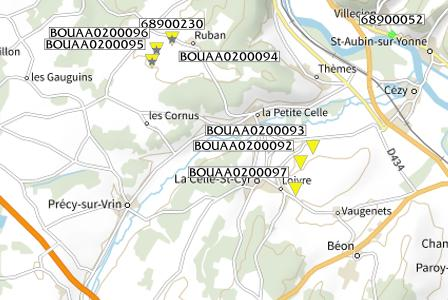 Villecien
68900230
68900052
BOUAA0200096
Ruban
St-Aubin-sur-Yonne
BOUAA0200095
BOUAA0200094
les Gauguins
Thèmes
Cézy
les Cornus
la Petite Celle
BOUAA0200093
BOUAA0200092
D434
BOUAA0200097
La Celle-St-Cyr
Loivre
Précy-sur-Vrin
Vaugenets
Béon
Cham
Paroy-